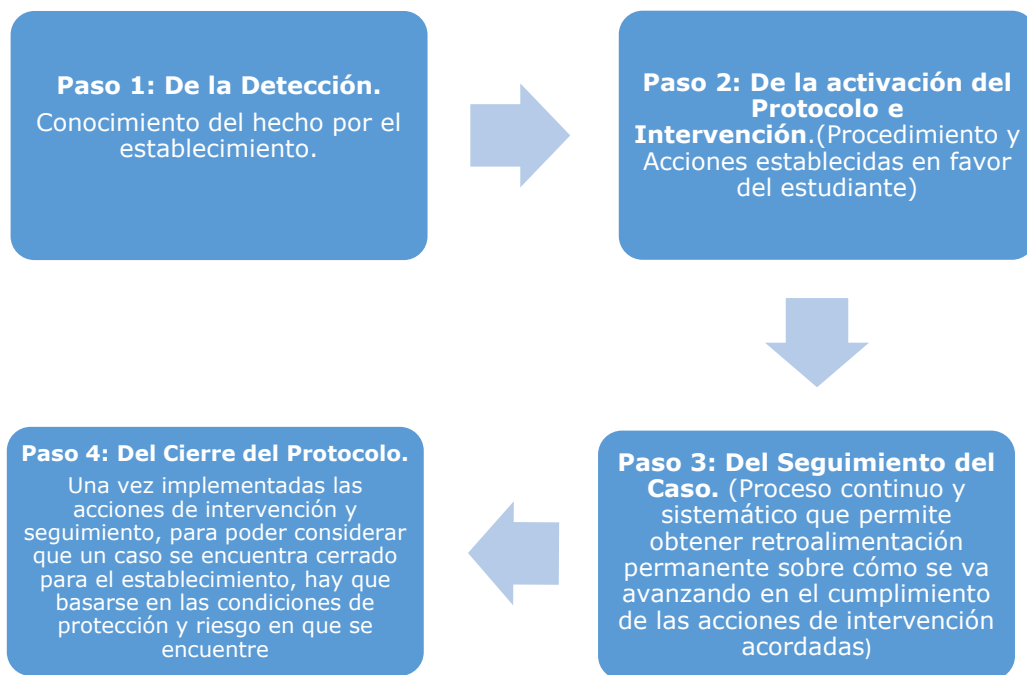 Paso 1: De la Detección.
Conocimiento del hecho por el
establecimiento.
Paso 2: De la activación del
Protocolo e
Intervención.(Procedimiento y
Acciones establecidas en favor
del estudiante)
Paso 3: Del Seguimiento del
Caso. (Proceso continuo y
sistemático que permite
obtener retroalimentación
permanente sobre cómo se va
avanzando en el cumplimiento
de las acciones de intervención
acordadas)
Paso 4: Del Cierre del Protocolo.
Una vez implementadas las
acciones de intervención y
seguimiento, para poder considerar
que un caso se encuentra cerrado
para el establecimiento, hay que
basarse en las condiciones de
protección y riesgo en que se
encuentre